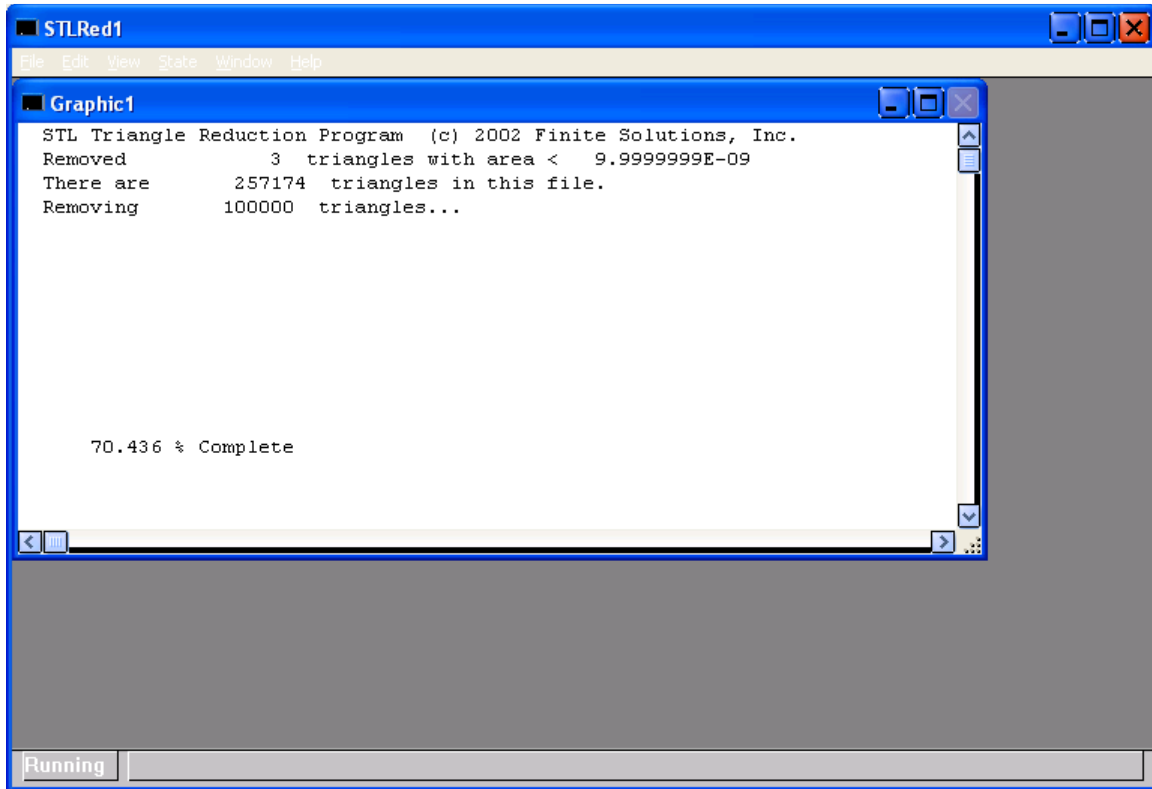 STLRed1
File Edit View State Window Help
Graphic1
STL Triangle Reduction Program (c) 2002 Finite Solutions, Inc.
Removed 3 triangles with area < 9.9999999E-09
There are 257174 triangles in this file.
Removing 100000 triangles...
70.436 % Complete
Running